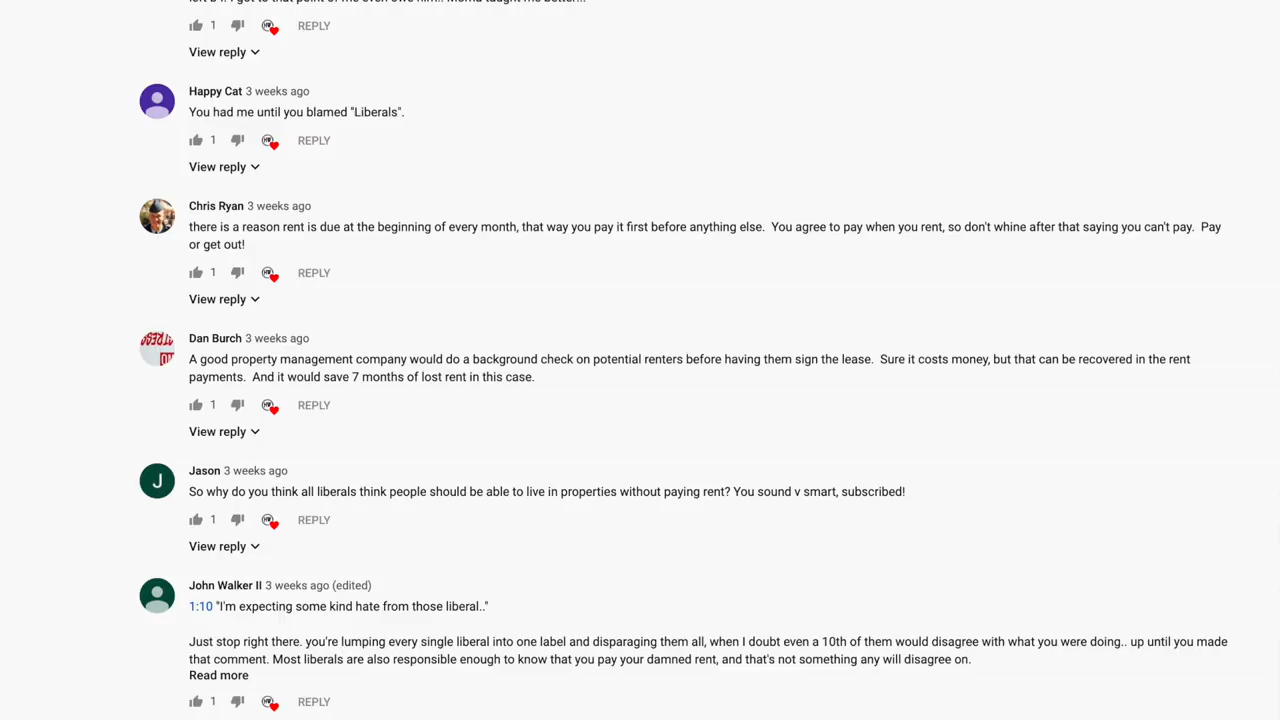 1 REPLY
View reply
Happy Cat 3 weeks ago
You had me until you blamed "Liberals".
1 REPLY
View reply
Chris Ryan 3 weeks ago
there is a reason rent is due at the beginning of every month, that way you pay it first before anything else.  You agree to pay when you rent, so don't whine after that saying you can't pay.  Pay
or get out!
1 REPLY
View reply
Dan Burch 3 weeks ago
A good property management company would do a background check on potential renters before having them sign the lease.  Sure it costs money, but that can be recovered in the rent
payments.  And it would save 7 months of lost rent in this case.
1 REPLY
View reply
J
Jason 3 weeks ago
So why do you think all liberals think people should be able to live in properties without paying rent? You sound v smart, subscribed!
1 REPLY
View reply
John Walker II 3 weeks ago (edited)
1:10 "I'm expecting some kind hate from those liberal.."
Just stop right there. you're lumping every single liberal into one label and disparaging them all, when I doubt even a 10th of them would disagree with what you were doing.. up until you made
that comment. Most liberals are also responsible enough to know that you pay your damned rent, and that's not something any will disagree on.
Read more
1 REPLY